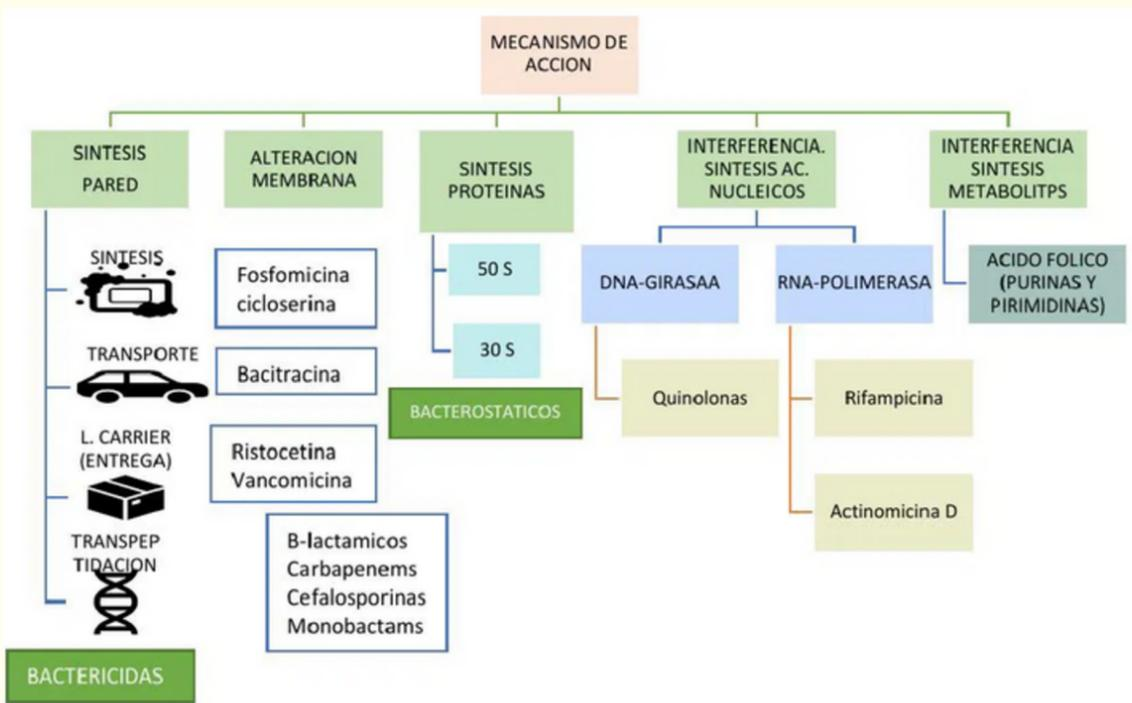 MECANISMO DE
ACCION
SINTESIS
PARED
ALTERACION
MEMBRANA
SINTESIS
PROTEINAS
INTERFERENCIA.
SINTESIS AC.
NUCLEICOS
INTERFERENCIA
SINTESIS
METABOLITPS
SINTESIS
Fosfomicina
cicloserina
TRANSPORTE
Bacitracina
L. CARRIER
(ENTREGA)
Ristocetina
Vancomicina
TRANSPEP
TIDACION
B-lactamicos
Carbapenems
Cefalosporinas
Monobactams
BACTERICIDAS
50 S
30 S
BACTEROSTATICOS
DNA-GIRASAA
Quinolonas
RNA-POLIMERASA
Rifampicina
Actinomicina D
ACIDO FOLICO
(PURINAS Y
PIRIMIDINAS)